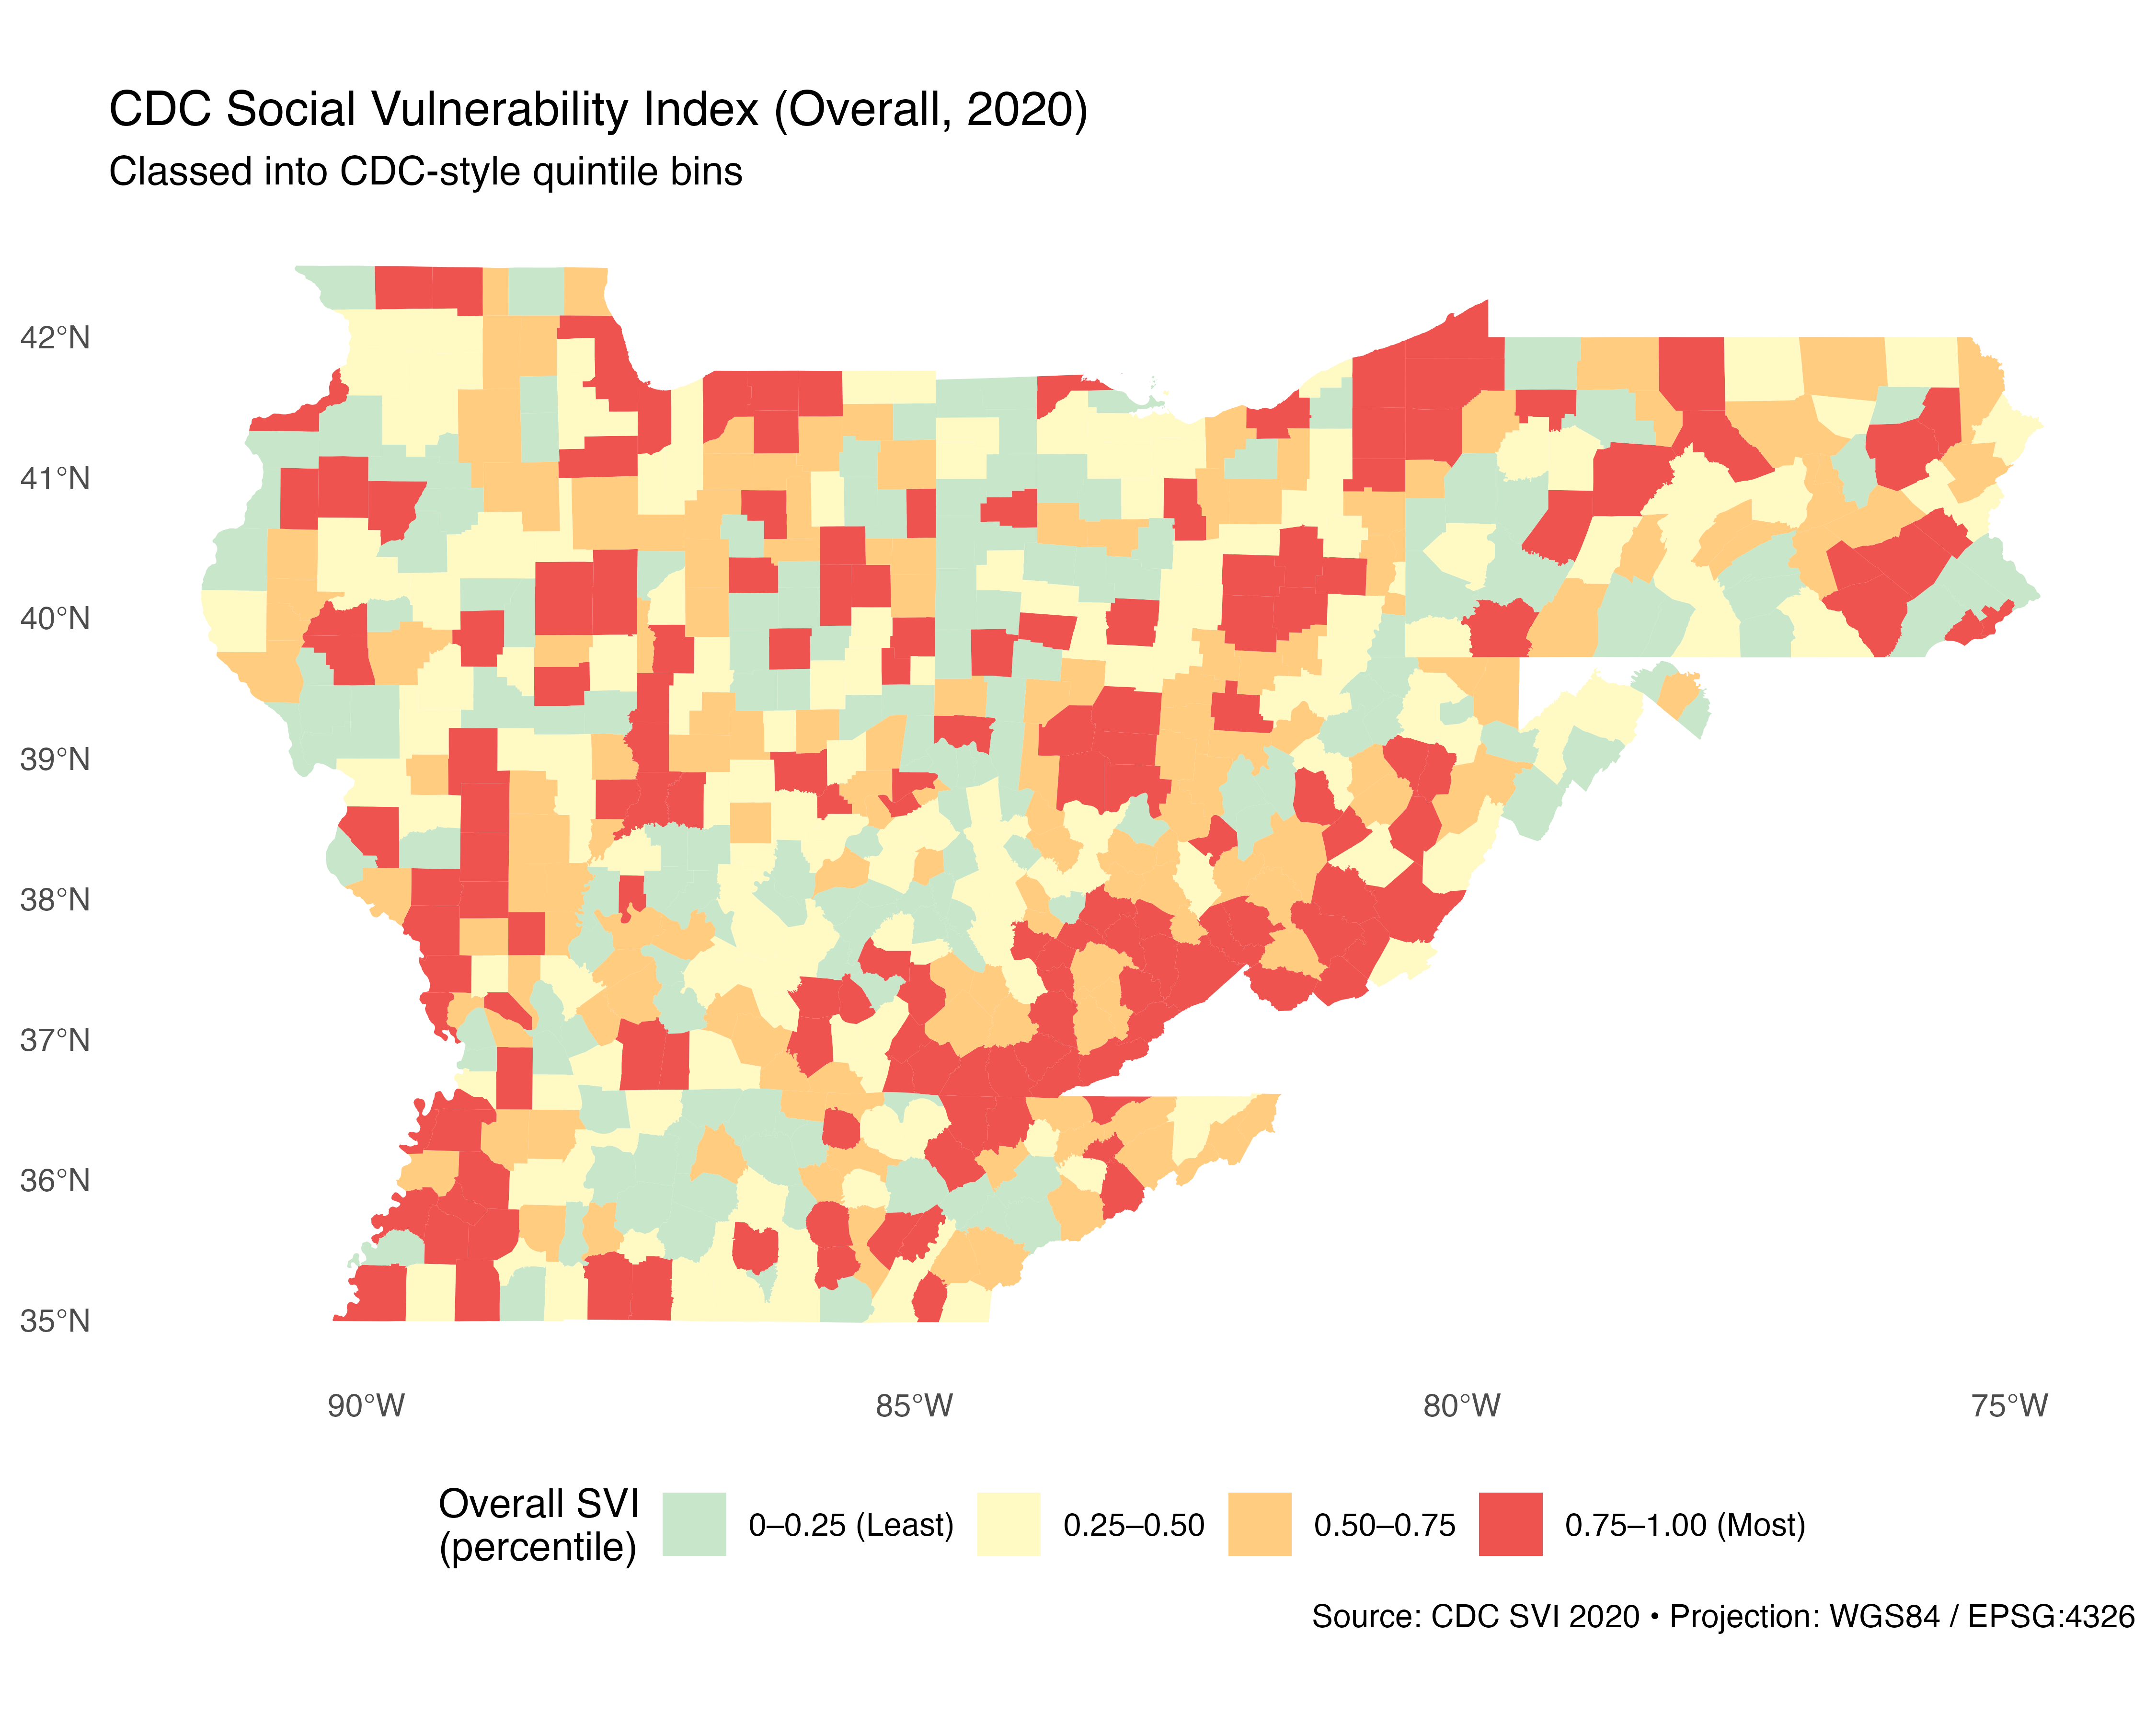 CDC Social Vulnerability Index (Overall, 2020)
Classed into CDC-style quintile bins
42°N
41°N
40°N
39°N
38°N
37°N
36°N
35°N
90°W
85°W
80°W
75°W
Overall SVI
(percentile)
0–0.25 (Least)
0.25–0.50
0.50–0.75
0.75–1.00 (Most)
Source: CDC SVI 2020 • Projection: WGS84 / EPSG:4326